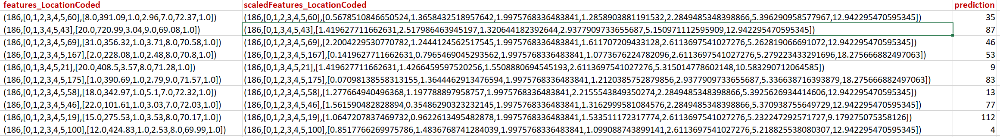 features_LocationCoded scaledFeatures_LocationCoded prediction
(186,[0,1,2,3,4,5,60],[8.0,391.09,1.0,2.96,7.0,72.37,1.0]) (186,[0,1,2,3,4,5,60],[0.5678510846650524,1.3658432518957642,1.9975768336483841,1.2858903881191532,2.2849485348398866,5.396290958577967,12.942295470595345]) 35
(186,[0,1,3,4,5,43],[20.0,720.99,3.04,9.0,69.08,1.0]) (186,[0,1,3,4,5,43],[1.419627711662631,2.517986463945197,1.320644182392644,2.9377909733655687,5.150971112595909,12.942295470595345]) 87
(186,[0,1,2,3,4,5,69],[31.0,356.32,1.0,3.71,8.0,70.58,1.0]) (186,[0,1,2,3,4,5,69],[2.2004229530770782,1.2444124562517545,1.9975768336483841,1.611707209433128,2.6113697541027276,5.262819066691072,12.942295470595345]) 46
(186,[0,1,2,3,4,5,167],[2.0,228.08,1.0,2.48,8.0,70.8,1.0]) (186,[0,1,2,3,4,5,167],[0.1419627711662631,0.7965469045293562,1.9975768336483841,1.0773676224782096,2.6113697541027276,5.279223433291696,18.275666882497063]) 53
(186,[0,1,3,4,5,21],[20.0,408.5,3.57,8.0,71.28,1.0]) (186,[0,1,3,4,5,21],[1.419627711662631,1.4266459597520256,1.5508880694545193,2.6113697541027276,5.315014778602148,10.583290712064585]) 9
(186,[0,1,2,3,4,5,175],[1.0,390.69,1.0,2.79,9.0,71.57,1.0]) (186,[0,1,2,3,4,5,175],[0.07098138558313155,1.3644462913476594,1.9975768336483841,1.2120385752879856,2.9377909733655687,5.336638716393879,18.275666882497063]) 83
(186,[0,1,2,3,4,5,58],[18.0,342.97,1.0,5.1,7.0,72.32,1.0]) (186,[0,1,2,3,4,5,58],[1.277664940496368,1.197788897958757,1.9975768336483841,2.2155543849350274,2.2849485348398866,5.3925626934414606,12.942295470595345]) 13
(186,[0,1,2,3,4,5,46],[22.0,101.61,1.0,3.03,7.0,72.03,1.0]) (186,[0,1,2,3,4,5,46],[1.561590482828894,0.35486290323232145,1.9975768336483841,1.3162999581084576,2.2849485348398866,5.370938755649729,12.942295470595345]) 77
(186,[0,1,2,3,4,5,19],[15.0,275.53,1.0,3.53,8.0,70.17,1.0]) (186,[0,1,2,3,4,5,19],[1.0647207837469732,0.9622613495482878,1.9975768336483841,1.533511172317774,2.6113697541027276,5.232247292571727,9.179275075358126]) 112
(186,[0,1,2,3,4,5,100],[12.0,424.83,1.0,2.53,8.0,69.99,1.0]) (186,[0,1,2,3,4,5,100],[0.8517766269975786,1.4836768741284039,1.9975768336483841,1.099088743899141,2.6113697541027276,5.218825538080307,12.942295470595345]) 4